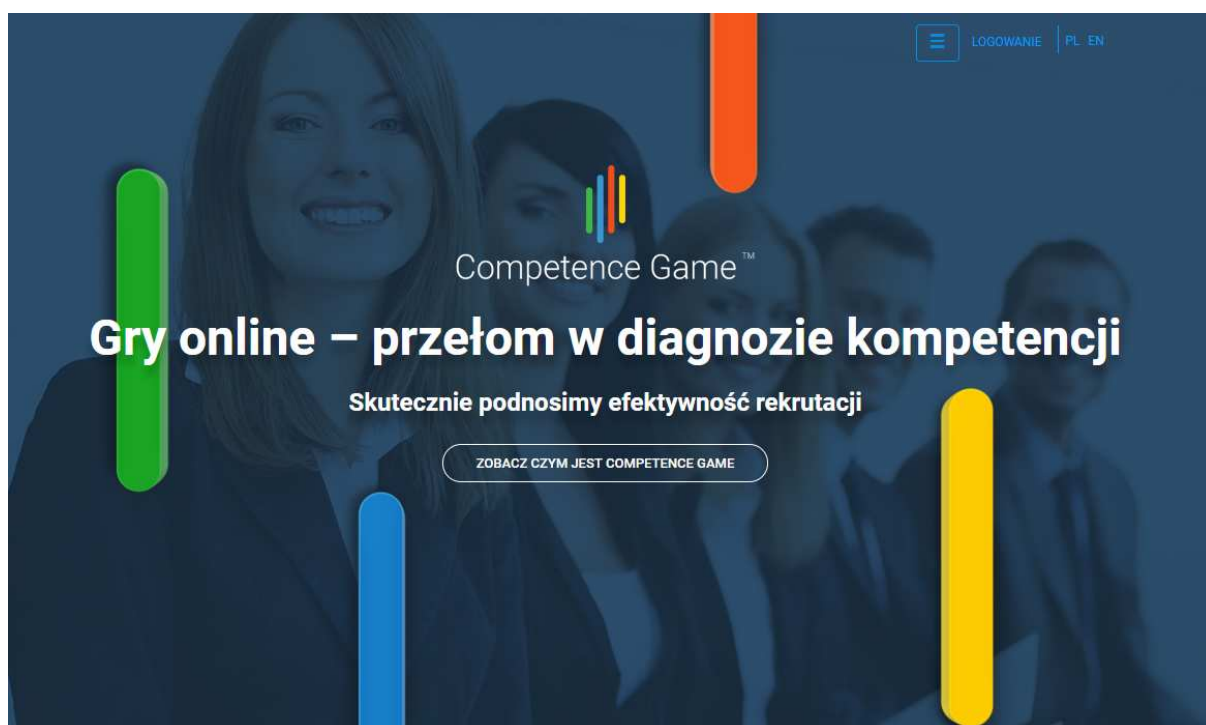 LOGOWANIE PL EN
Competence Game™
Gry online – przełom w diagnozie kompetencji
Skutecznie podnosimy efektywność rekrutacji
ZOBACZ CZYM JEST COMPETENCE GAME